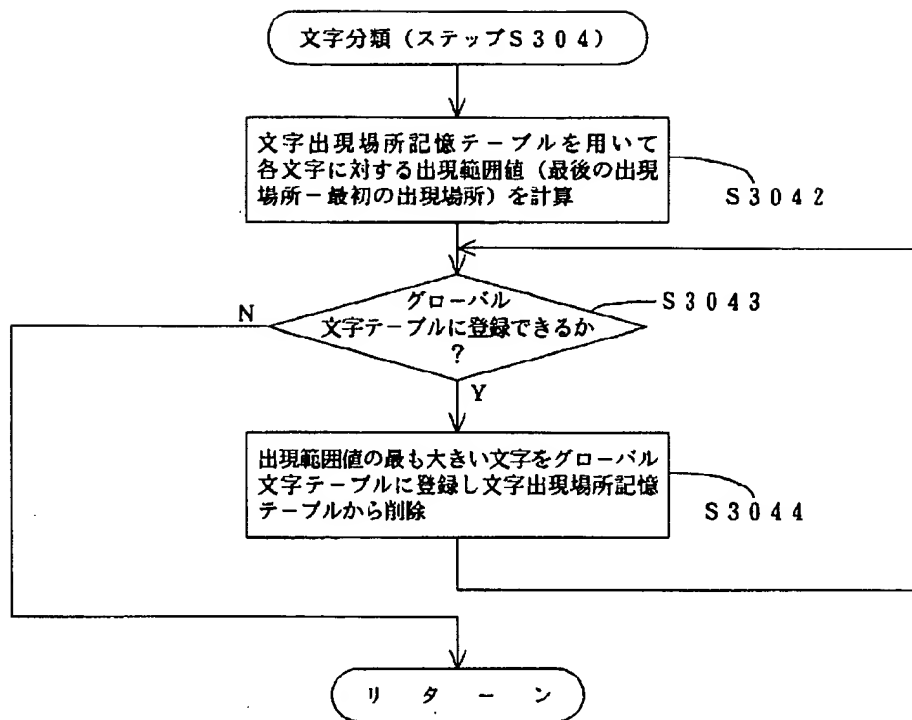 文字分類(ステップS304)
文字出現場所記憶テーブルを用いて
各文字に対する出現範囲値(最後の出現
場所-最初の出現場所)を計算
S3042
グローバル
文字テーブルに登録できるか
?
S3043
N
Y
出現範囲値の最も大きい文字をグローバル
文字テーブルに登録し文字出現場所記憶
テーブルから削除
S3044
リターン